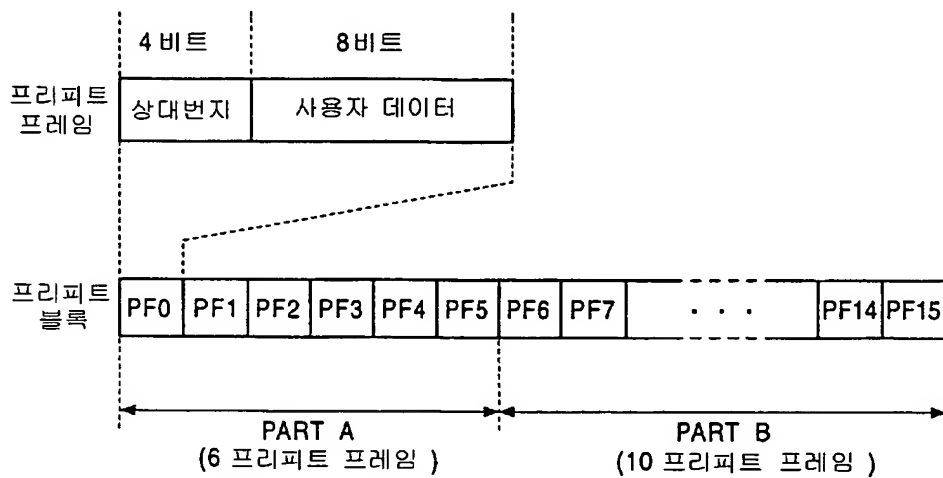 4 비트 8비트
프리피트
프레임
상대번지 사용자 데이터
프리피트
블록
PF0 PF1 PF2 PF3 PF4 PF5 PF6 PF7 · · · PF14 PF15
PART A
(6 프리피트 프레임 )
PART B
(10 프리피트 프레임 )